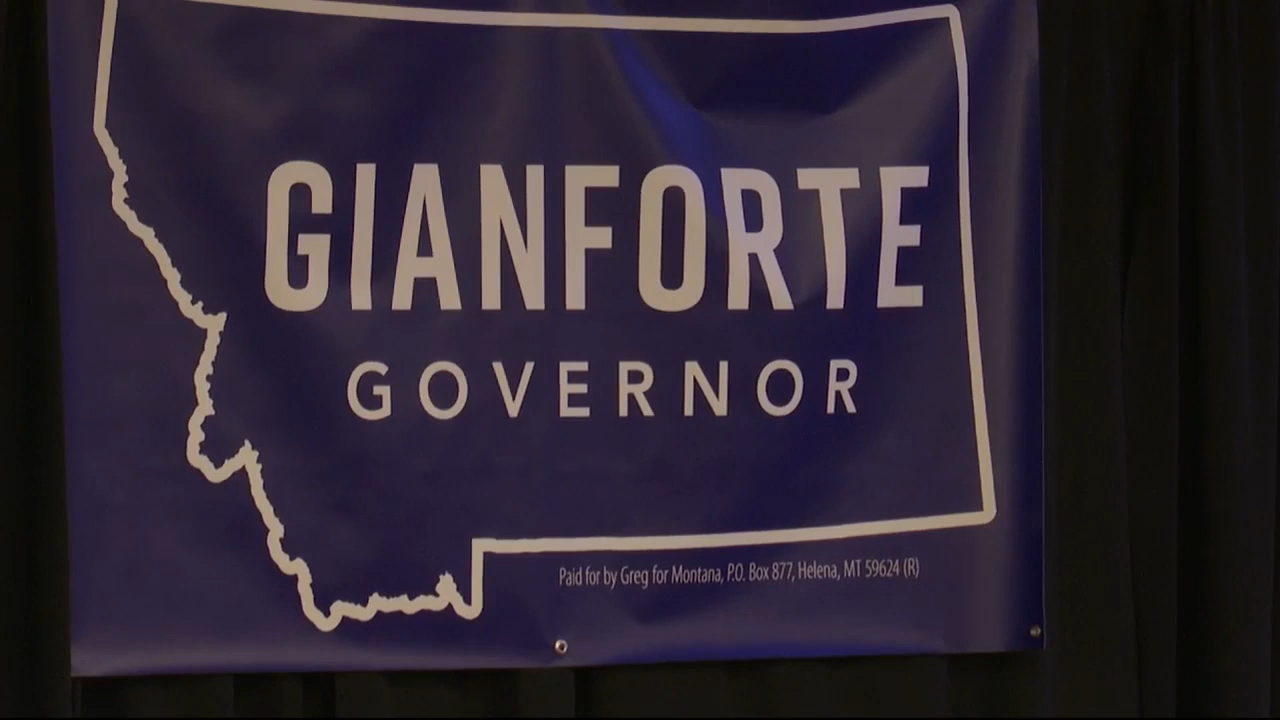 GIANFORTE
GOVERNOR
Paid for by Greg for Montana, P.O. Box 877, Helena, MT 59624 (R)